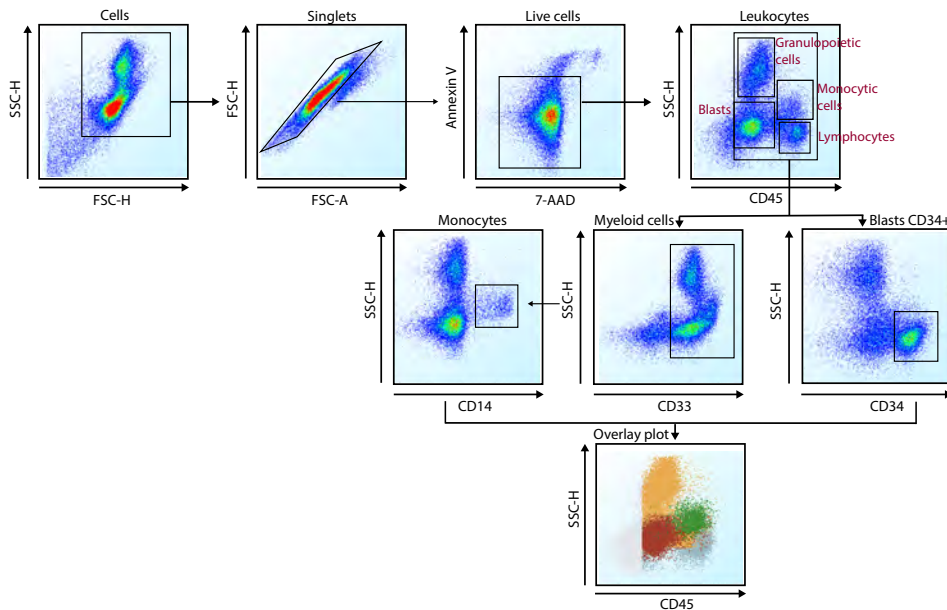 Cells
Singlets
Live cells
Leukocytes
SSC-H
FSC-H
FSC-H
FSC-A
Annexin V
7-AAD
SSC-H
CD45
Granulopoietic
cells
Monocytic
cells
Blasts
Lymphocytes
Monocytes
Myeloid cells
Blasts CD34+
SSC-H
CD14
SSC-H
CD33
SSC-H
CD34
Overlay plot
SSC-H
CD45